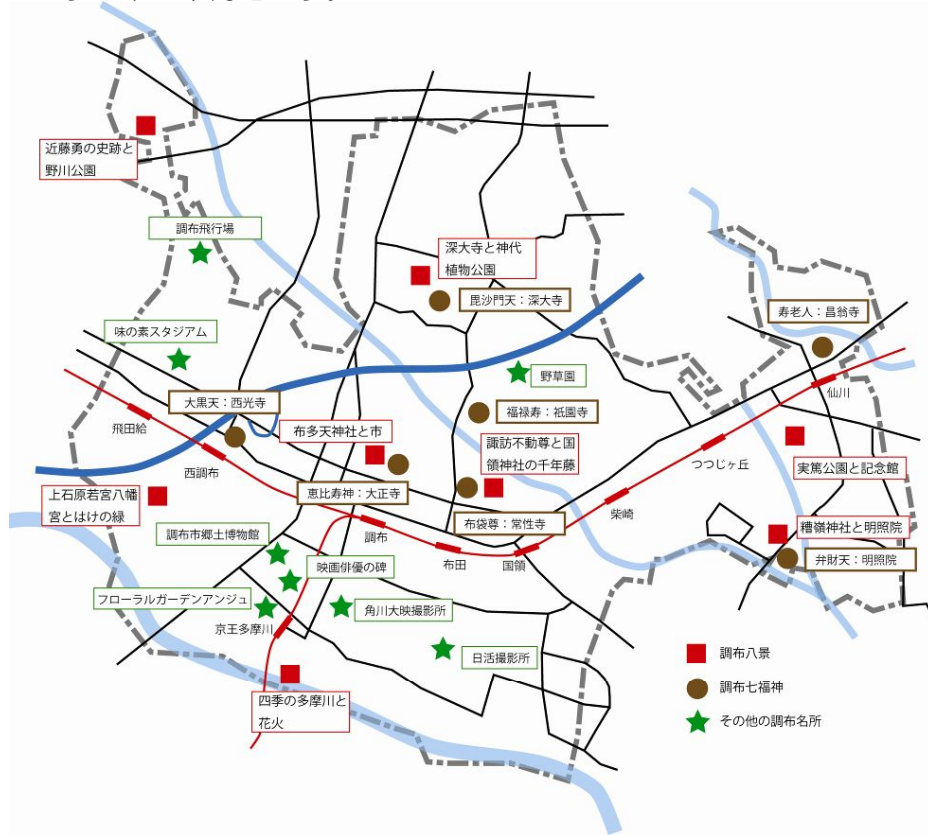 近藤勇の史跡と
野川公園
調布飛行場
深大寺と神代
植物公園
毘沙門天：深大寺
寿老人：昌翁寺
味の素スタジアム
野草園
仙川
大黒天：西光寺
福禄寿：祇園寺
飛田給
布多天神社と市
諏訪不動尊と国
領神社の千年藤
つつじヶ丘
西調布
実篤公園と記念館
上石原若宮八幡
宮とはけの緑
恵比寿神：大正寺
柴崎
布袋尊：常性寺
調布
糟嶺神社と明照院
調布市郷土博物館
布田
国領
弁財天：明照院
映画俳優の碑
フローラルガーデンアンジュ
角川大映撮影所
京王多摩川
日活撮影所
調布八景
調布七福神
四季の多摩川と
花火
その他の調布名所